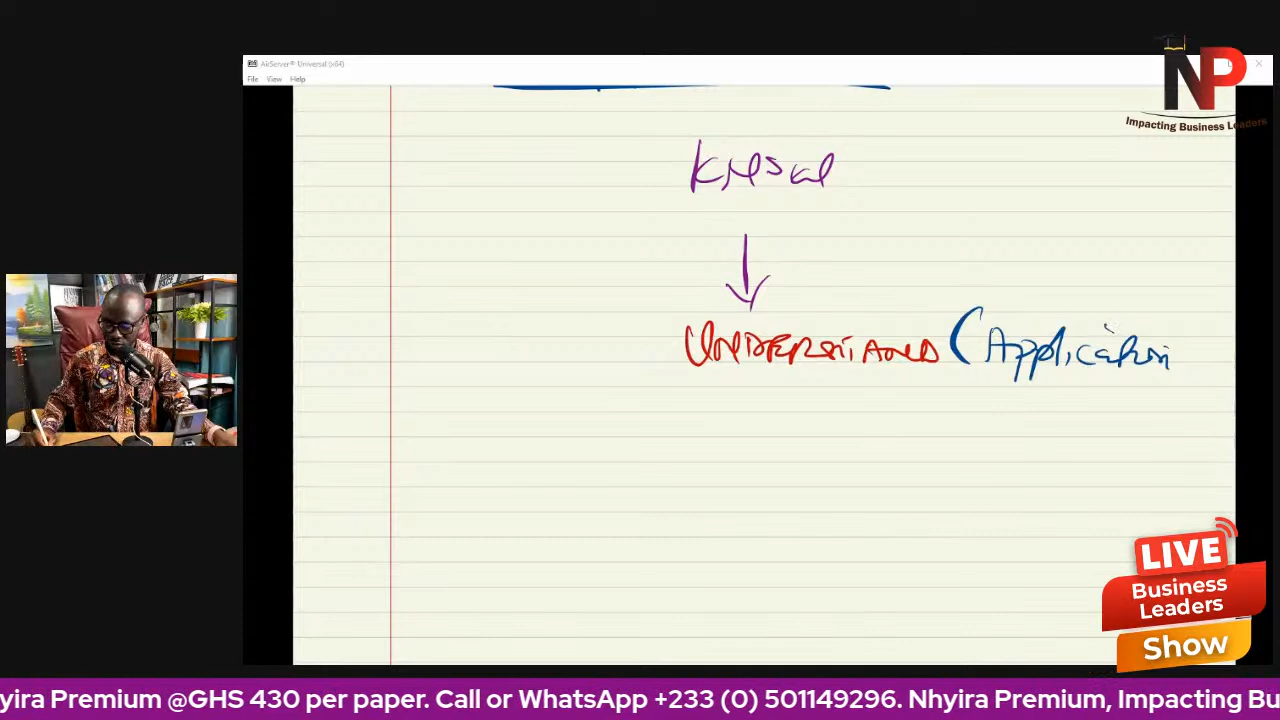 AirServer® Universal (x64)
File View Help
NP
Impacting Business Leaders
UNDERSTAND (Application
LIVE
Business
Leaders
Show
yira Premium @GHS 430 per paper. Call or WhatsApp +233 (0) 501149296. Nhyira Premium, Impacting Bu